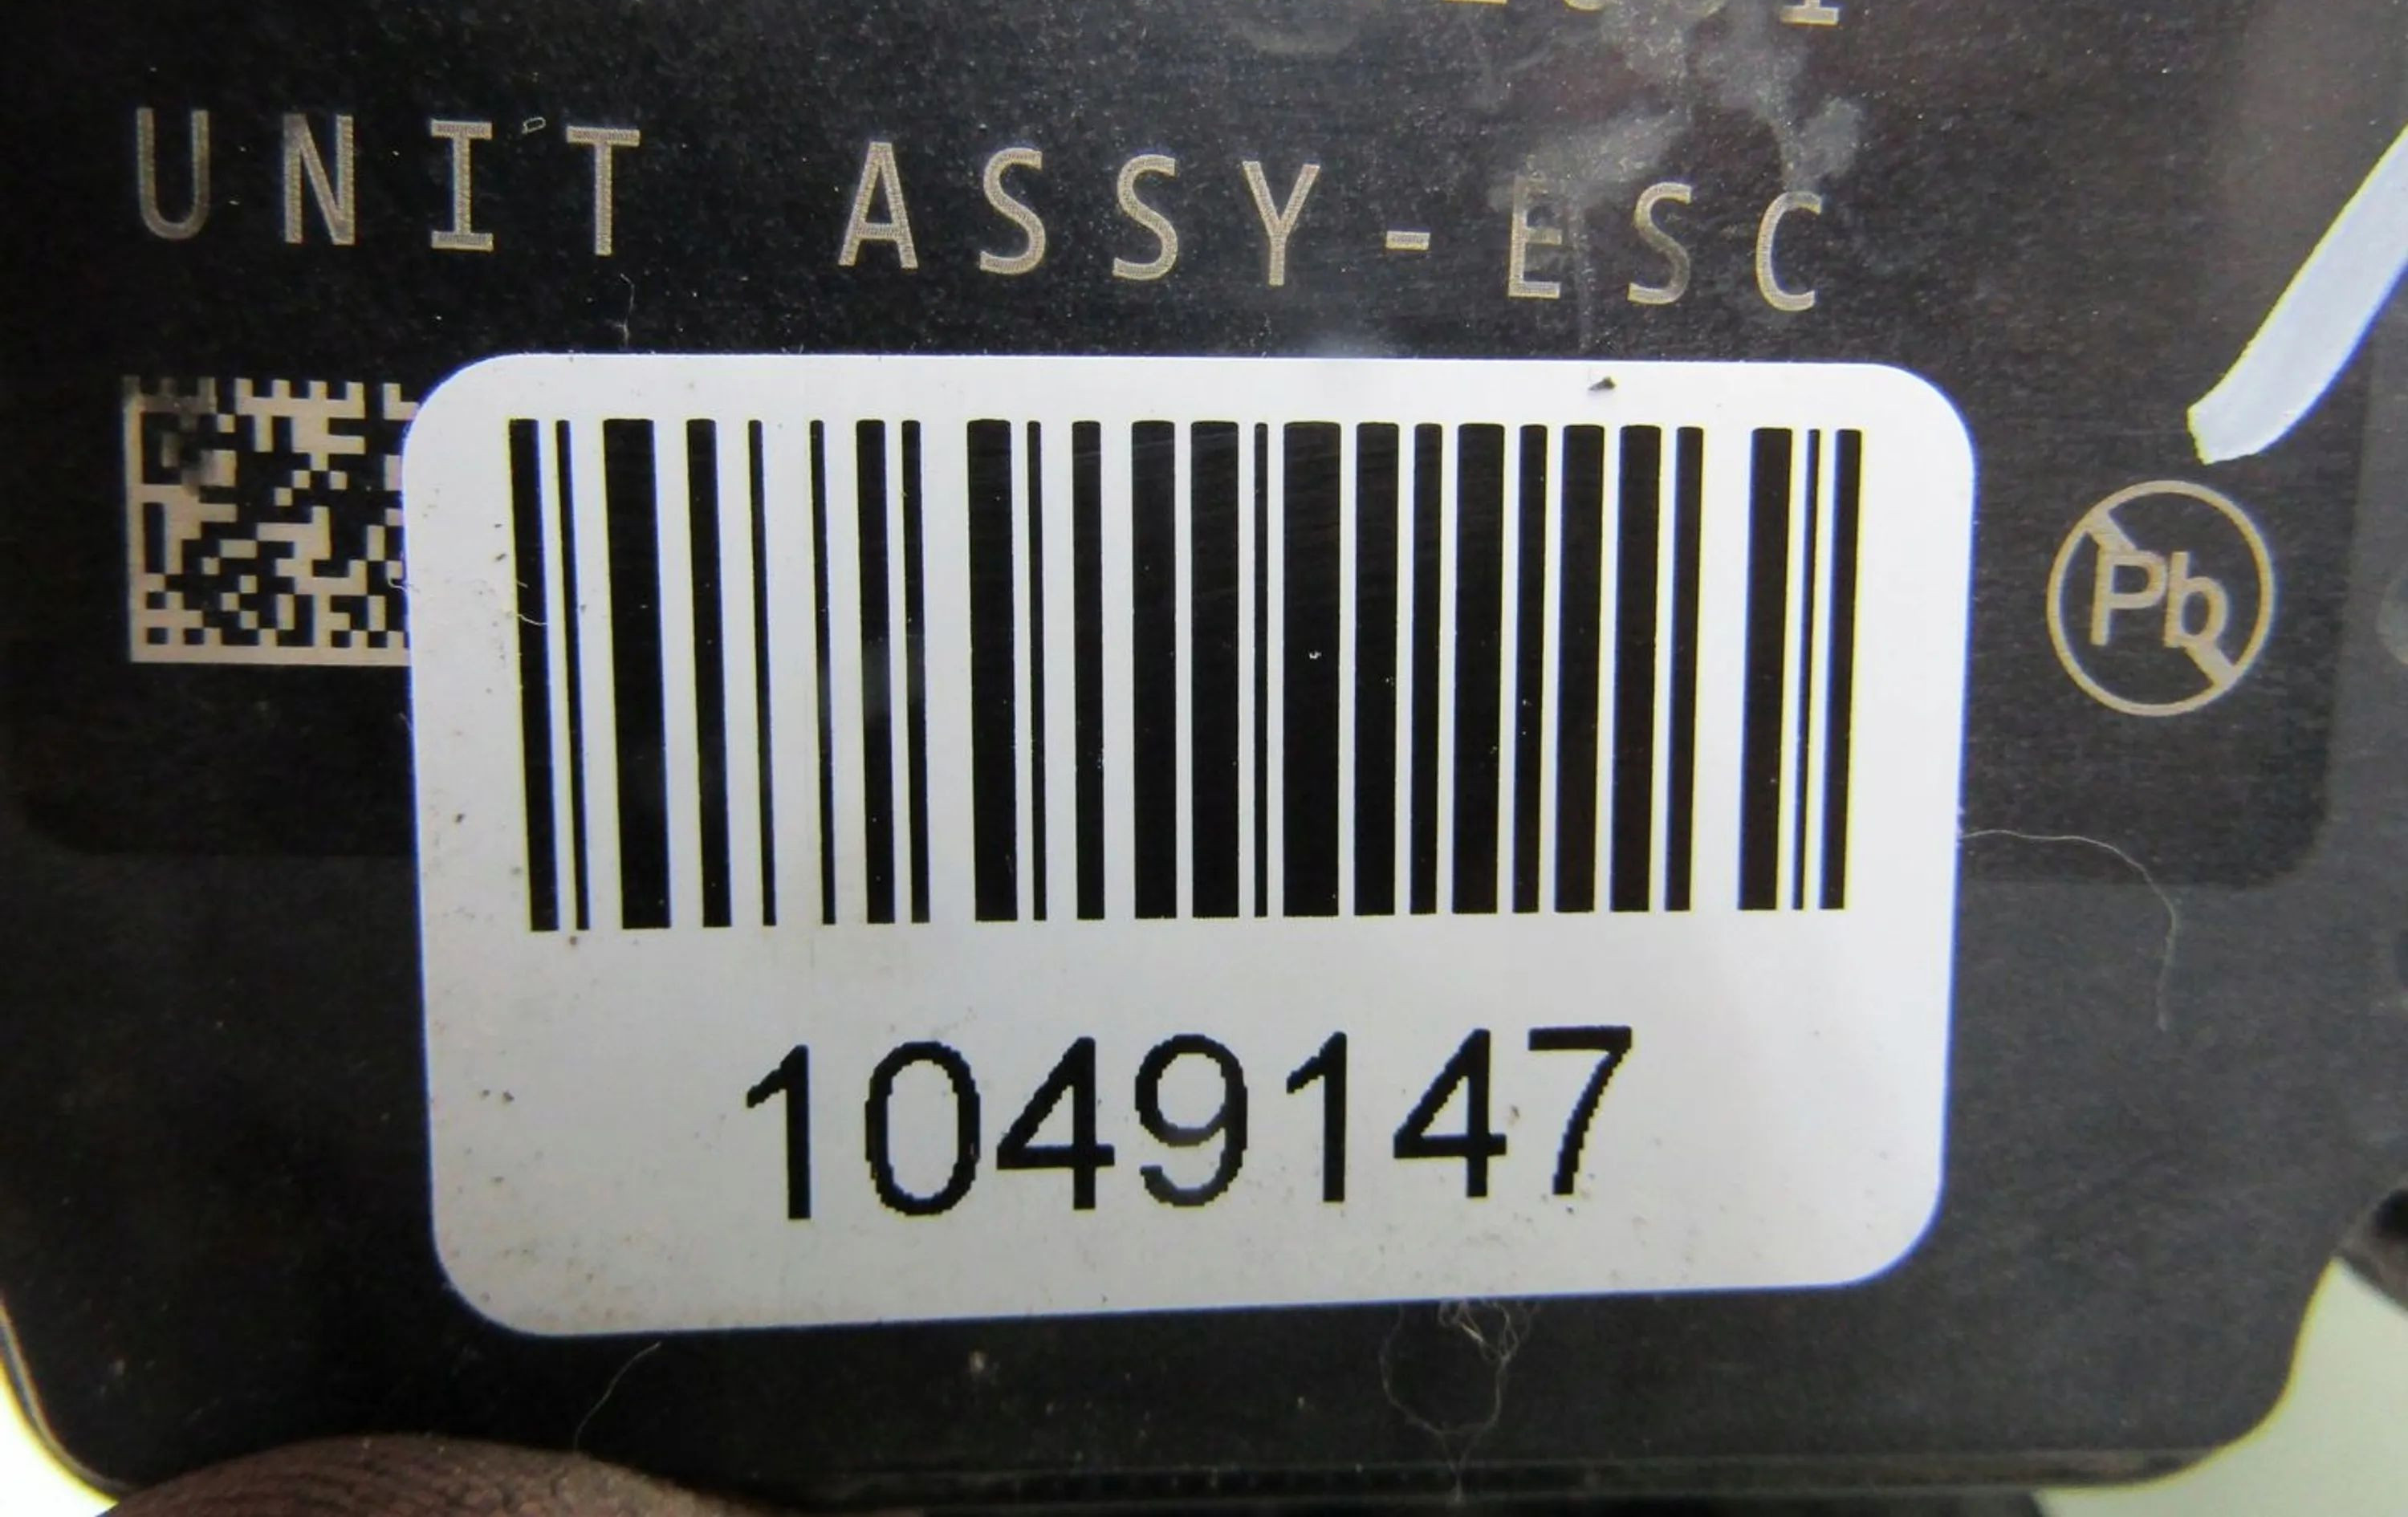 UNIT ASSY-ESC
Pb
1049147